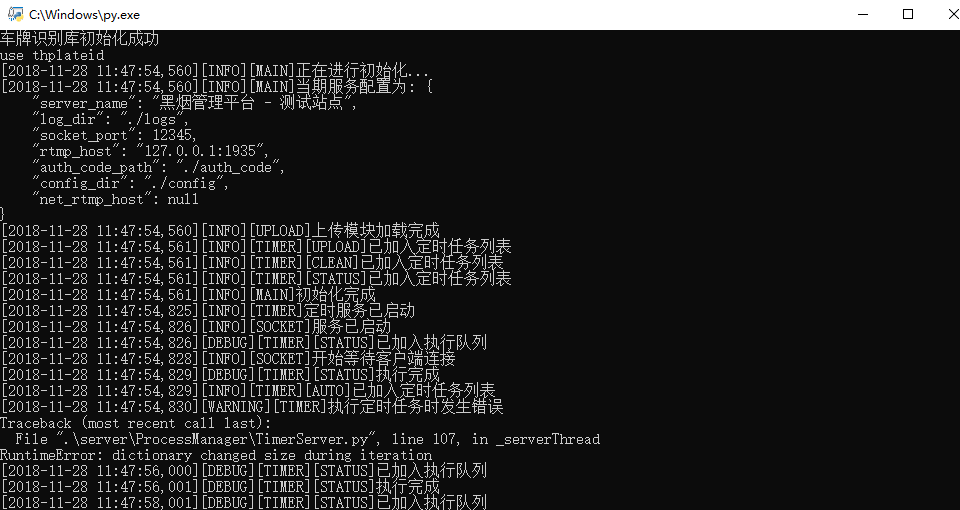 C:\Windows\py.exe
车牌识别库初始化成功
use thplateid
[2018-11-28 11:47:54,560][INFO][MAIN]正在进行初始化...
[2018-11-28 11:47:54,560][INFO][MAIN]当期服务配置为: {
    "server_name": "黑烟管理平台 - 测试站点",
    "log_dir": "./logs",
    "socket_port": 12345,
    "rtmp_host": "127.0.0.1:1935",
    "auth_code_path": "./auth_code",
    "config_dir": "./config",
    "net_rtmp_host": null
}
[2018-11-28 11:47:54,560][INFO][UPLOAD]上传模块加载完成
[2018-11-28 11:47:54,561][INFO][TIMER][UPLOAD]已加入定时任务列表
[2018-11-28 11:47:54,561][INFO][TIMER][CLEAN]已加入定时任务列表
[2018-11-28 11:47:54,561][INFO][TIMER][STATUS]已加入定时任务列表
[2018-11-28 11:47:54,561][INFO][MAIN]初始化完成
[2018-11-28 11:47:54,825][INFO][TIMER]定时服务已启动
[2018-11-28 11:47:54,826][INFO][SOCKET]服务已启动
[2018-11-28 11:47:54,826][DEBUG][TIMER][STATUS]已加入执行队列
[2018-11-28 11:47:54,828][INFO][SOCKET]开始等待客户端连接
[2018-11-28 11:47:54,829][DEBUG][TIMER][STATUS]执行完成
[2018-11-28 11:47:54,829][INFO][TIMER][AUTO]已加入定时任务列表
[2018-11-28 11:47:54,830][WARNING][TIMER]执行定时任务时发生错误
Traceback (most recent call last):
  File ".\server\ProcessManager\TimerServer.py", line 107, in _serverThread
RuntimeError: dictionary changed size during iteration
[2018-11-28 11:47:56,000][DEBUG][TIMER][STATUS]已加入执行队列
[2018-11-28 11:47:56,001][DEBUG][TIMER][STATUS]执行完成
[2018-11-28 11:47:58,001][DEBUG][TIMER][STATUS]已加入执行队列